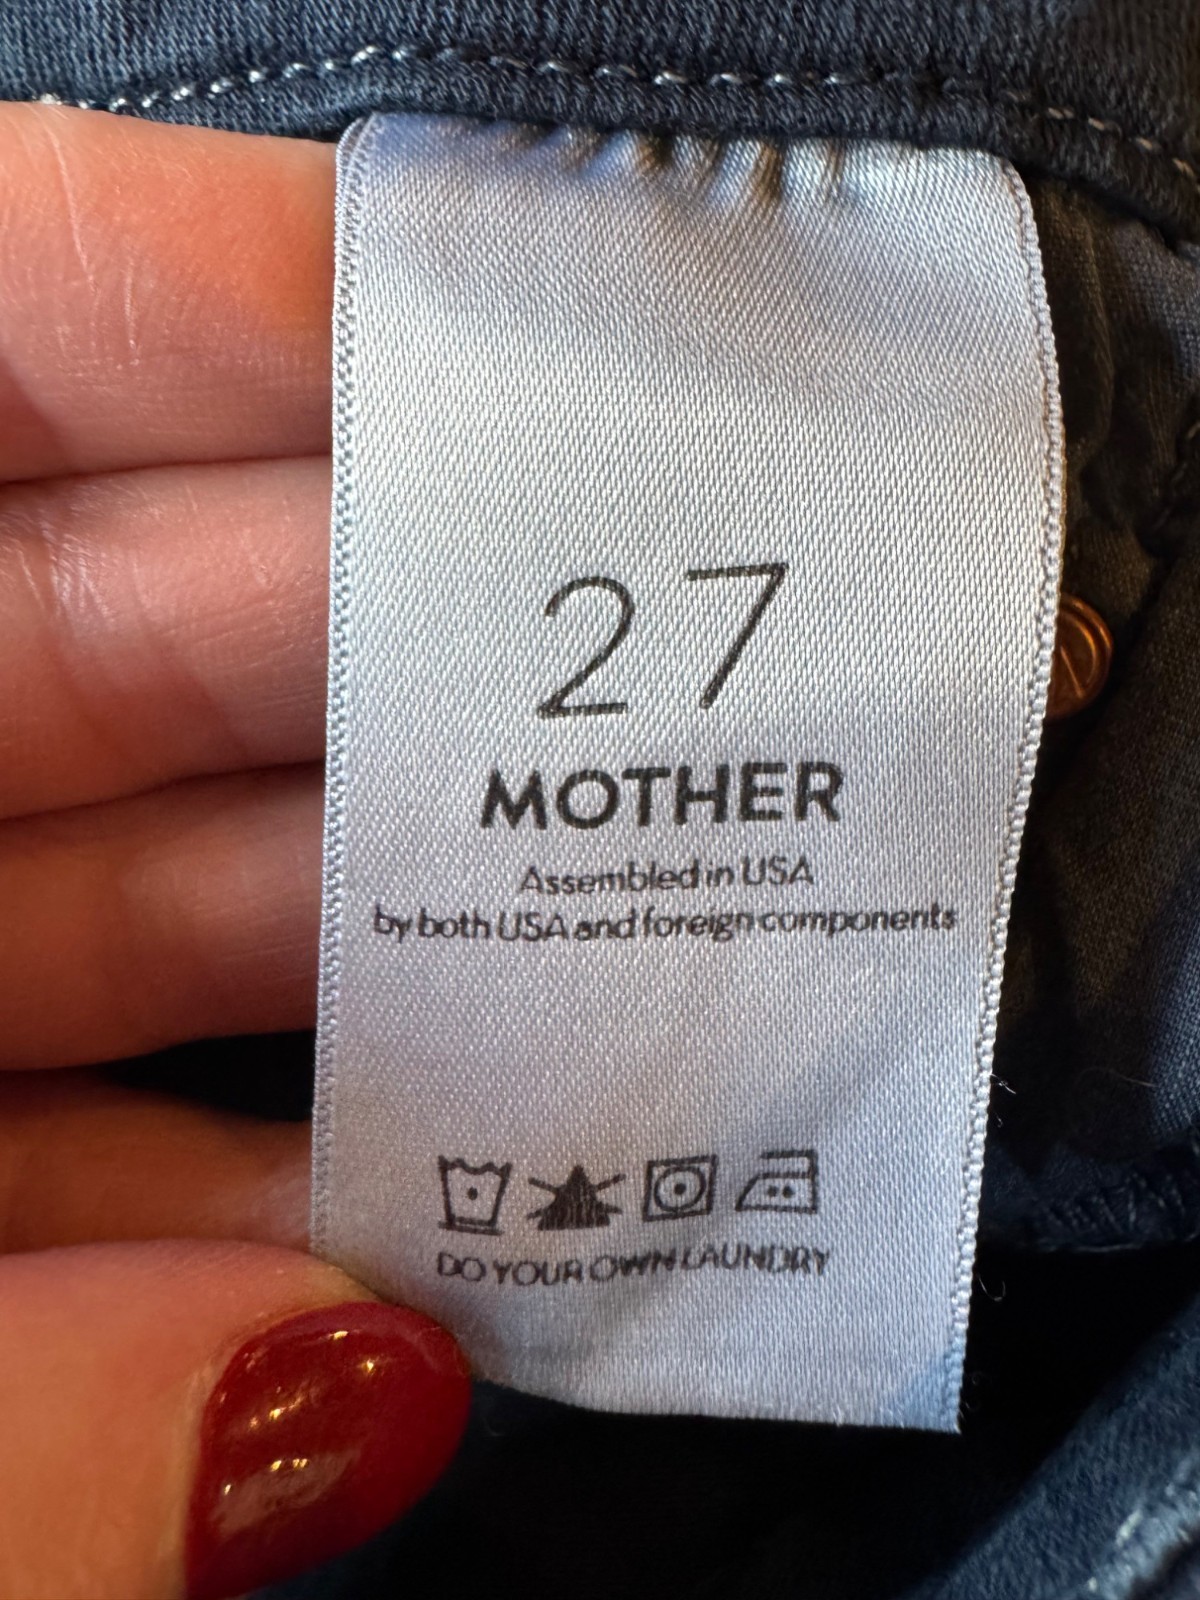 27
MOTHER
Assembled in USA
by both USA and foreign components
DO YOUR OWN LAUNDRY